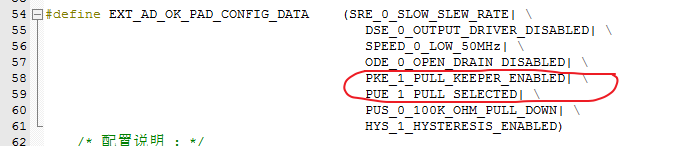 54 #define EXT_AD_OK_PAD_CONFIG_DATA (SRE_0_SLOW_SLEW_RATE| \
55 DSE_0_OUTPUT_DRIVER_DISABLED| \
56 SPEED_0_LOW_50MHz| \
57 ODE_0_OPEN_DRAIN_DISABLED| \
58 PKE_1_PULL_KEEPER_ENABLED| \
59 PUE_1_PULL_SELECTED| \
60 PUS_0_100K_OHM_PULL_DOWN| \
61 HYS_1_HYSTERESIS_ENABLED)
62 /* 配置说明 : */